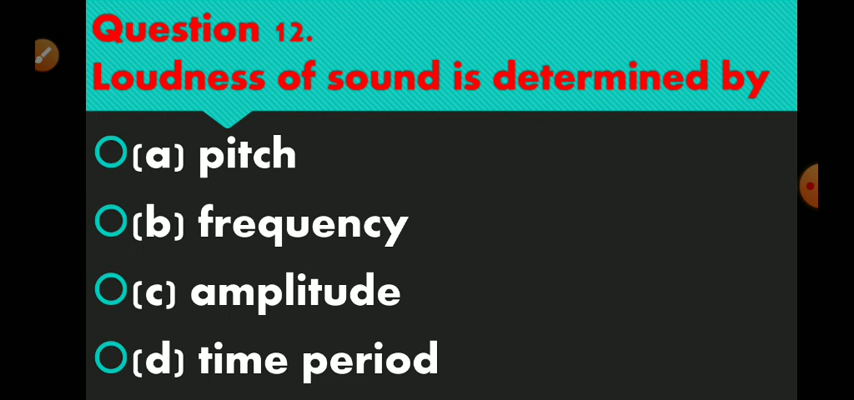 Question 12.
Loudness of sound is determined by
(a) pitch
(b) frequency
(c) amplitude
(d) time period